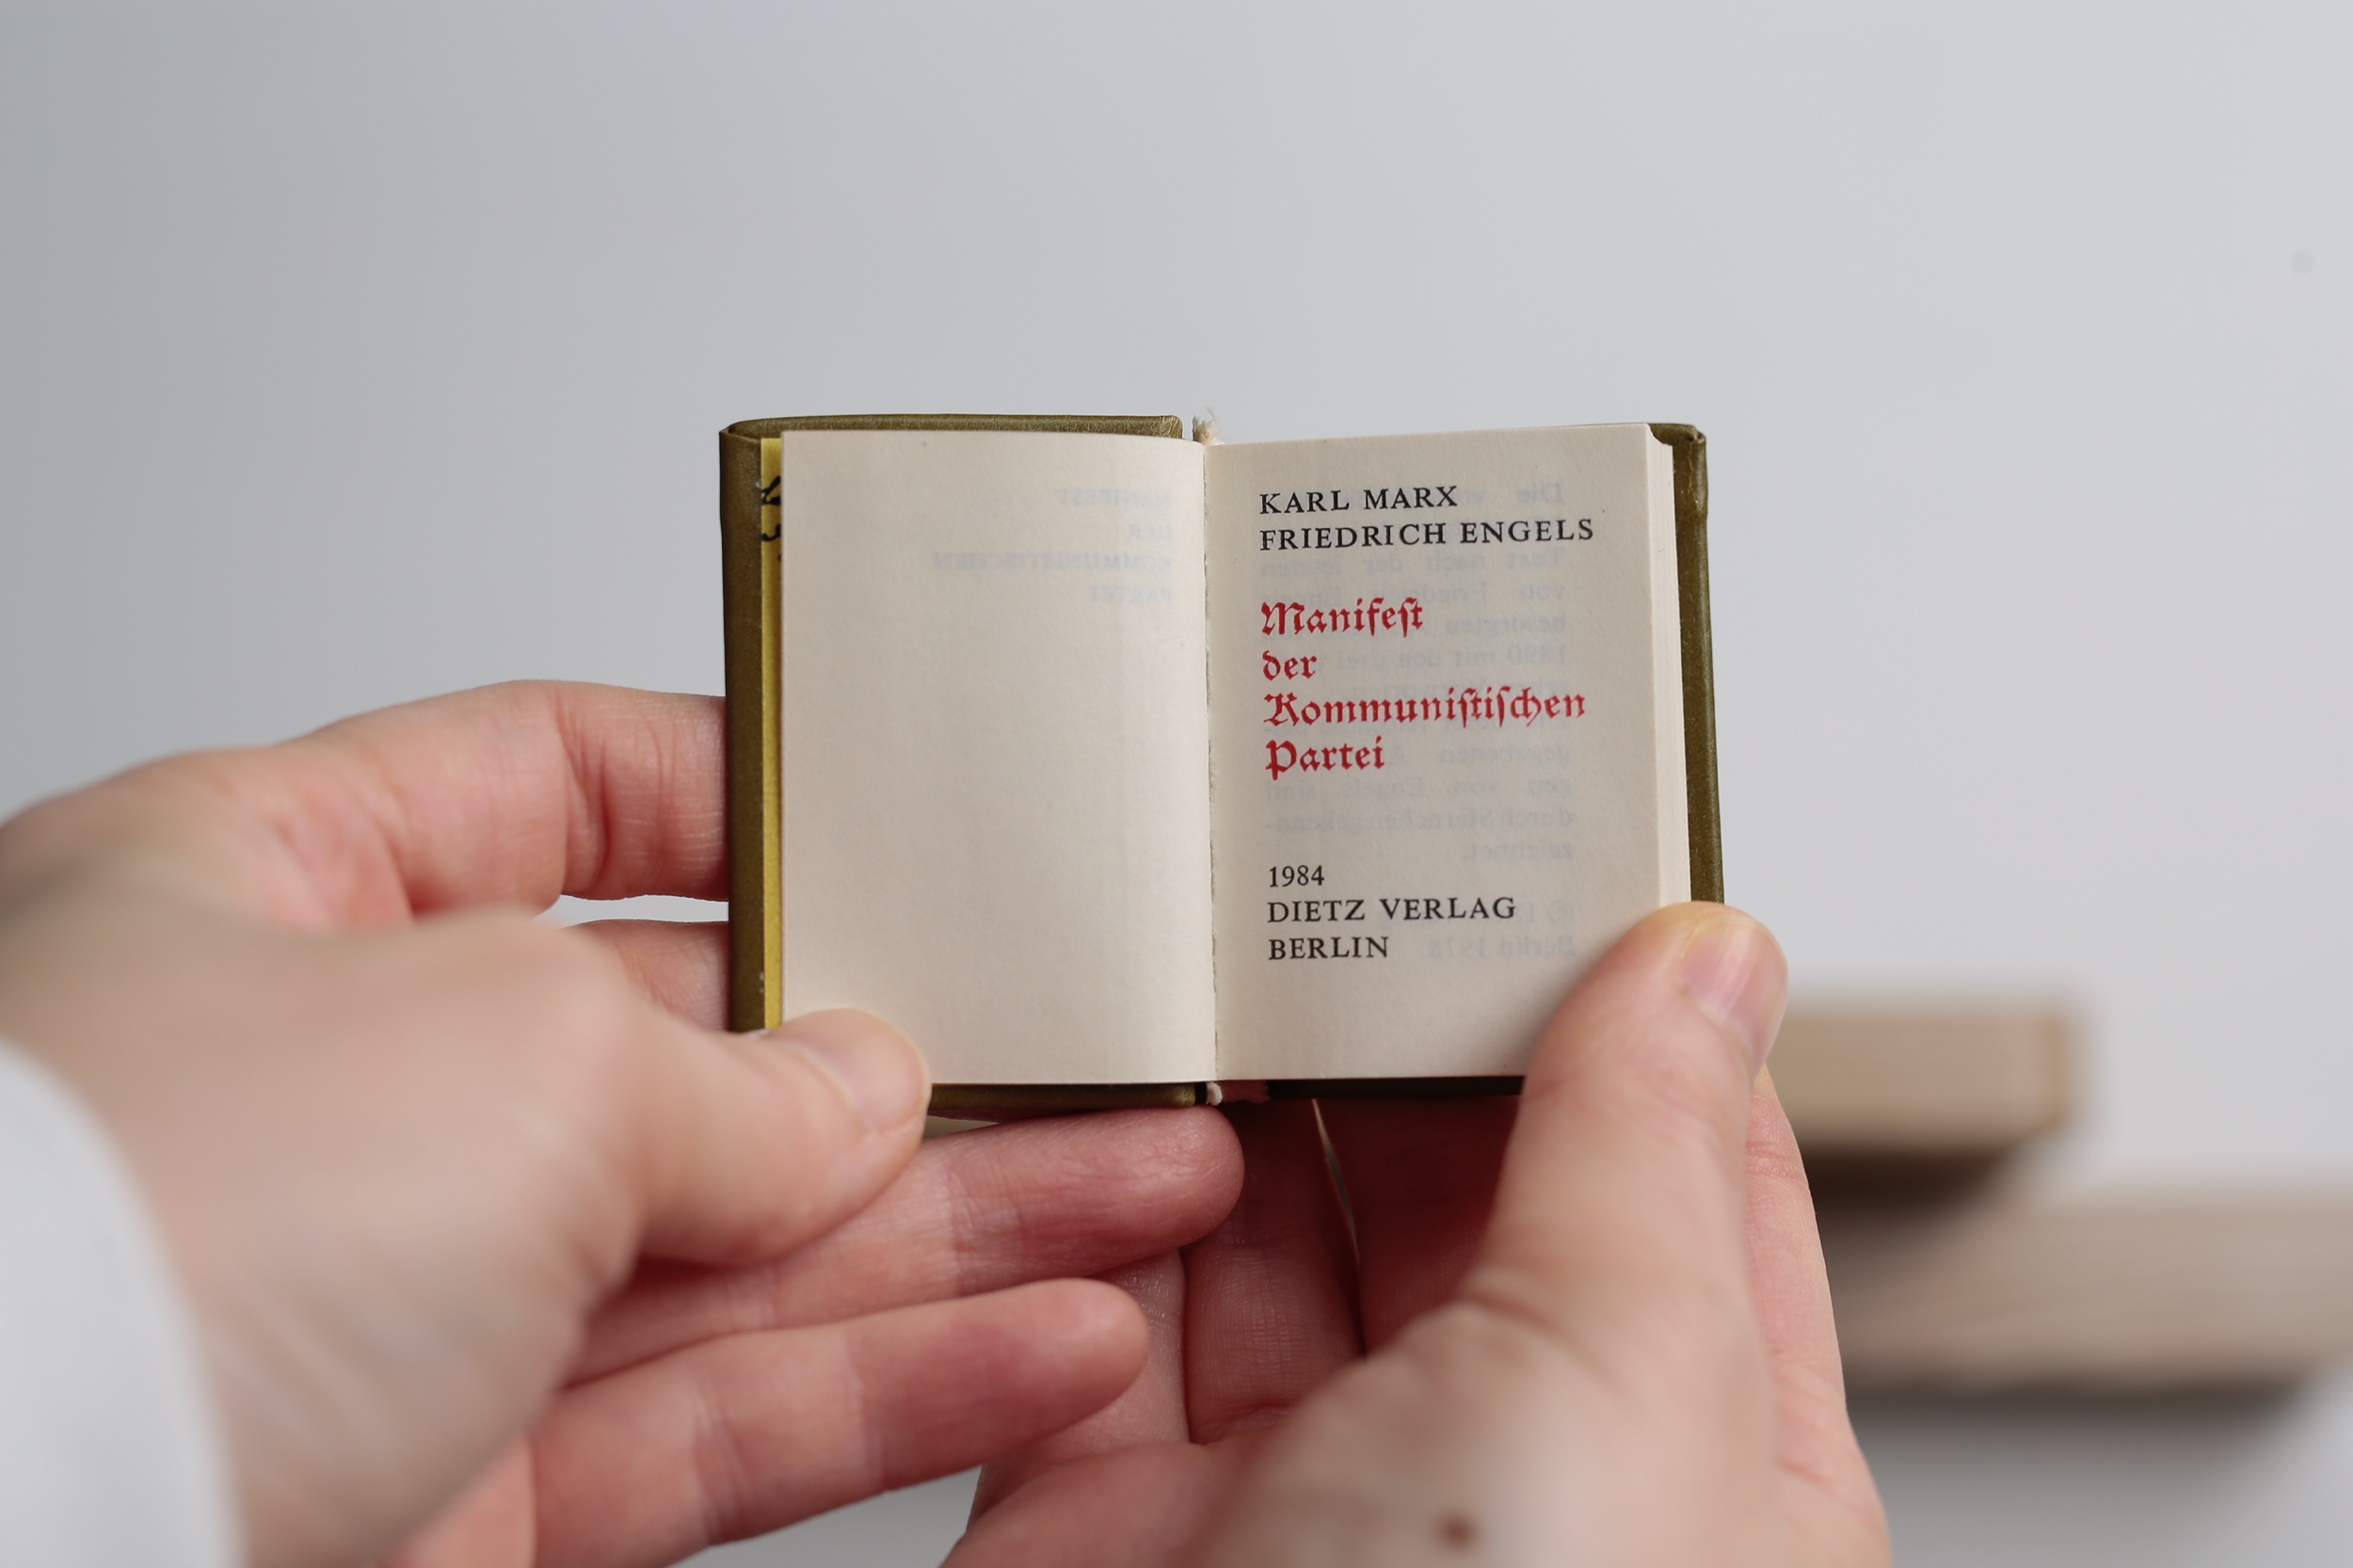 KARL MARX
FRIEDRICH ENGELS
Manifeſt
der
Kommuniſtiſchen
Partei
1984
DIETZ VERLAG
BERLIN